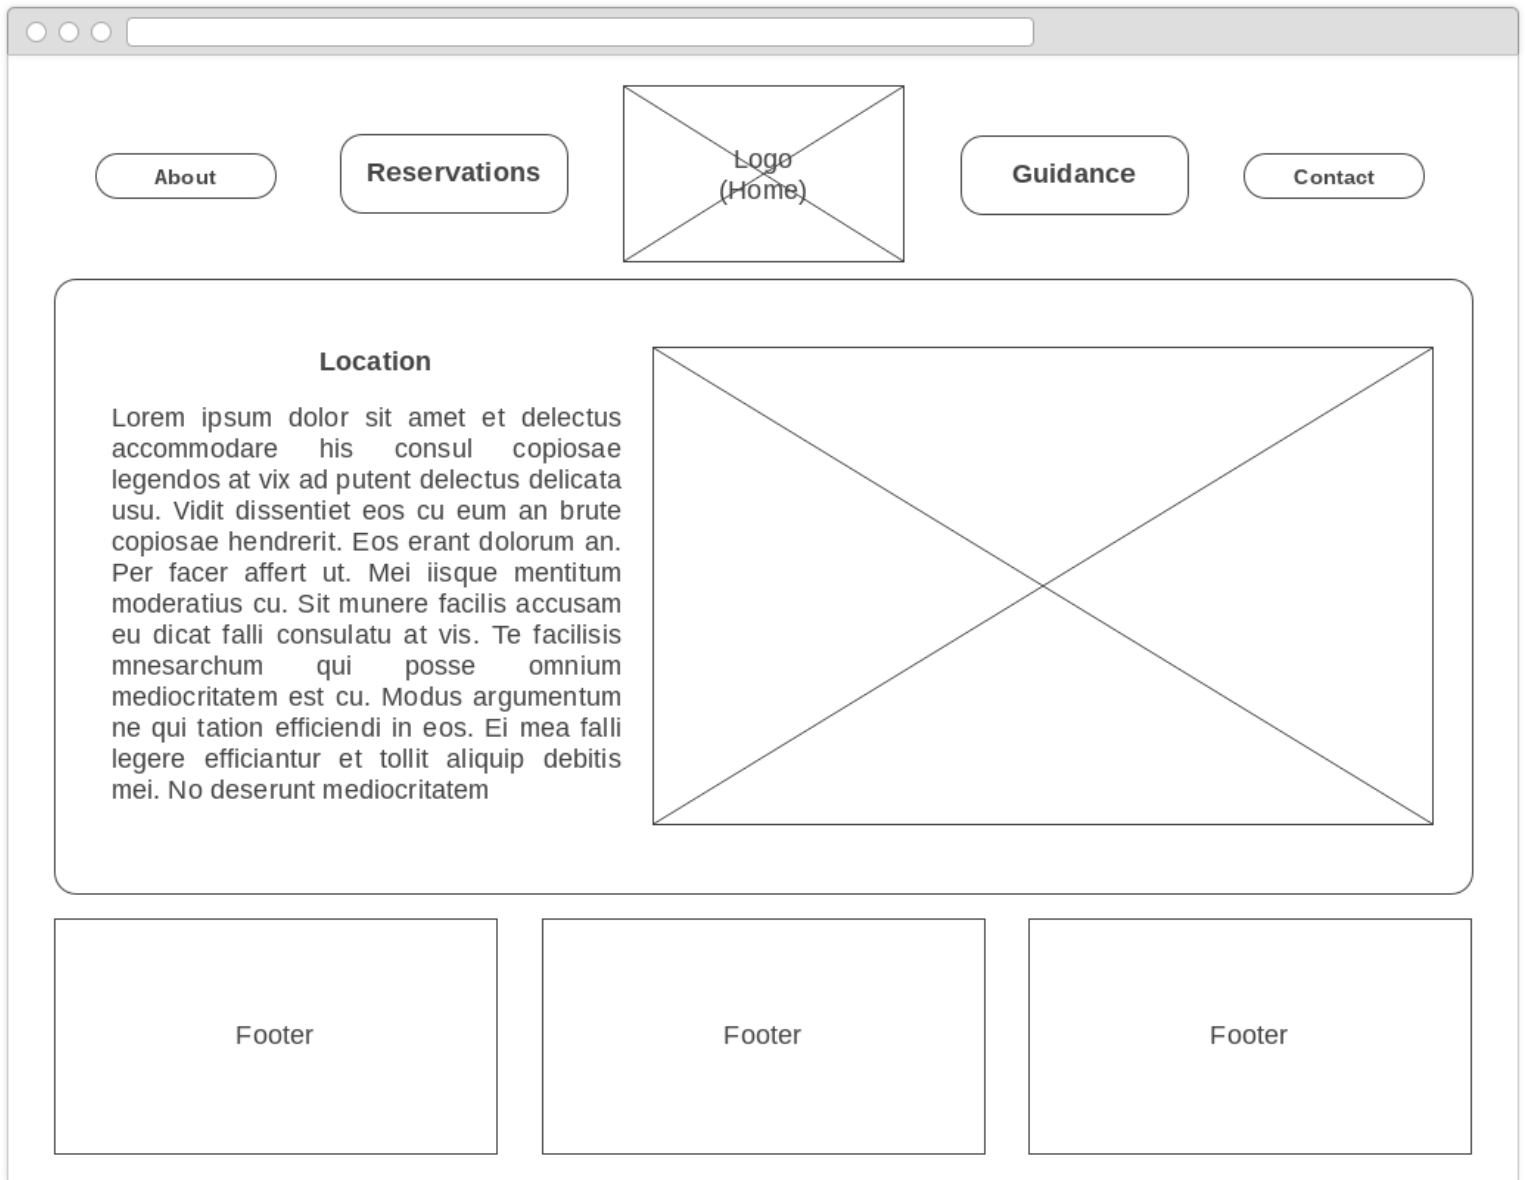 About
Reservations
Logo
(Home)
Guidance
Contact
Location
Lorem ipsum dolor sit amet et delectus
accommodare his consul copiosae
legendos at vix ad putent delectus delicata
usu. Vidit dissentiet eos cu eum an brute
copiosae hendrerit. Eos erant dolorum an.
Per facer affert ut. Mei iisque mentitum
moderatius cu. Sit munere facilis accusam
eu dicat falli consulatu at vis. Te facilisis
mnesarchum qui posse omnium
mediocritatem est cu. Modus argumentum
ne qui tation efficiendi in eos. Ei mea falli
legere efficiantur et tollit aliquip debitis
mei. No deserunt mediocritatem
Footer
Footer
Footer